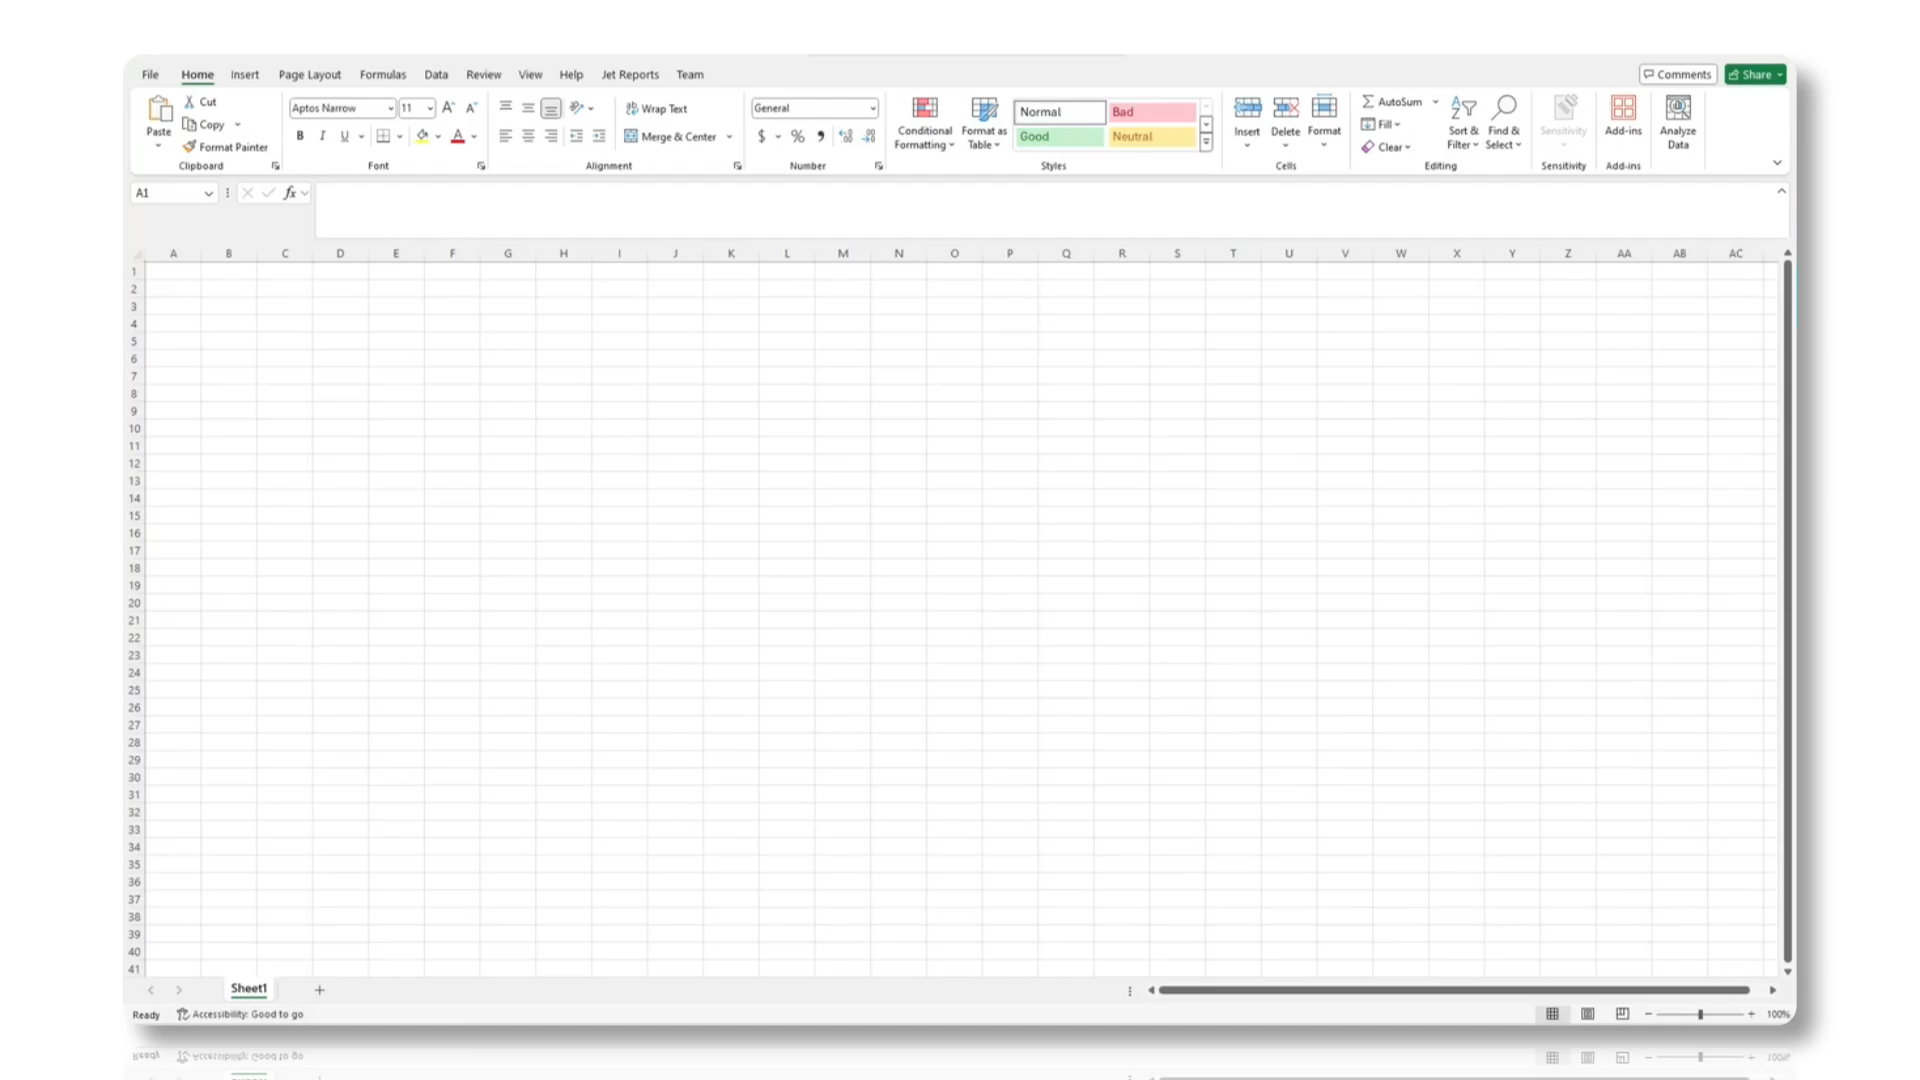 File Home Insert Page Layout Formulas Data Review View Help Jet Reports Team Comments Share
Paste Cut Copy Format Painter
Clipboard
Aptos Narrow 11
B I U
Font
Wrap Text
Merge & Center
Alignment
General
$ % ,
Number
Conditional Formatting Format as Table
Normal Bad
Good Neutral
Styles
Insert Delete Format
Cells
AutoSum
Fill
Clear
Sort & Filter Find & Select
Editing
Sensitivity
Sensitivity
Add-ins
Add-ins
Analyze Data
A1 fx
A B C D E F G H I J K L M N O P Q R S T U V W X Y Z AA AB AC
1
2
3
4
5
6
7
8
9
10
11
12
13
14
15
16
17
18
19
20
21
22
23
24
25
26
27
28
29
30
31
32
33
34
35
36
37
38
39
40
41
Sheet1
Ready Accessibility: Good to go 100%